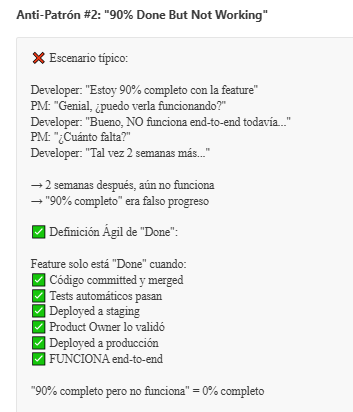 Anti-Patrón #2: "90% Done But Not Working"
❌ Escenario típico:
Developer: "Estoy 90% completo con la feature"
PM: "Genial, ¿puedo verla funcionando?"
Developer: "Bueno, NO funciona end-to-end todavía..."
PM: "¿Cuánto falta?"
Developer: "Tal vez 2 semanas más..."
→ 2 semanas después, aún no funciona
→ "90% completo" era falso progreso
✅ Definición Ágil de "Done":
Feature solo está "Done" cuando:
✅ Código committed y merged
✅ Tests automáticos pasan
✅ Deployed a staging
✅ Product Owner lo validó
✅ Deployed a producción
✅ FUNCIONA end-to-end
"90% completo pero no funciona" = 0% completo